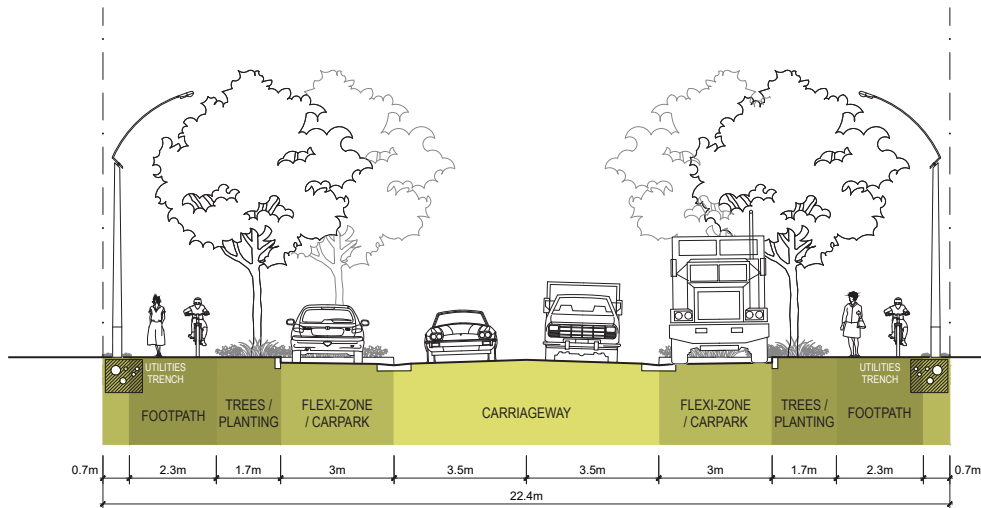 UTILITIES
TRENCH
UTILITIES
TRENCH
FOOTPATH
TREES /
PLANTING
FLEXI-ZONE
/ CARPARK
CARRIAGEWAY
FLEXI-ZONE
/ CARPARK
TREES /
PLANTING
FOOTPATH
0.7m
2.3m
1.7m
3m
3.5m
3.5m
3m
1.7m
2.3m
0.7m
22.4m